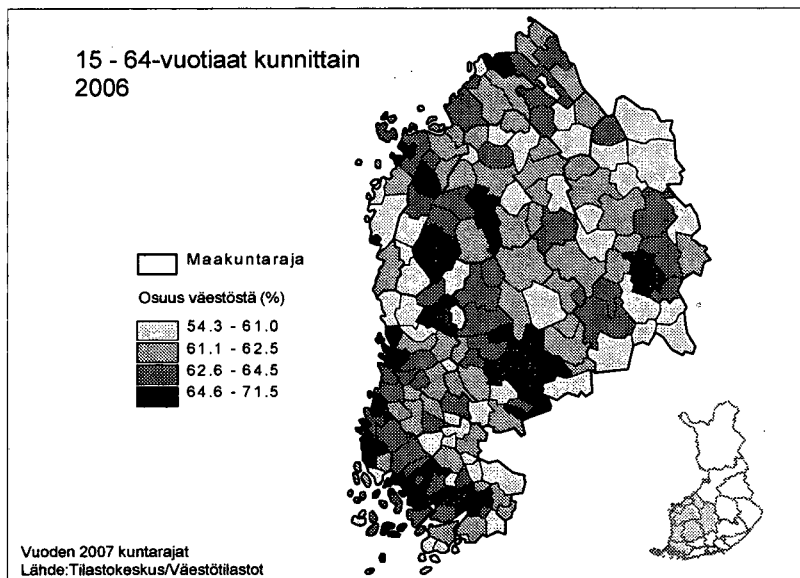 15 - 64-vuotiaat kunnittain
2006
Maakuntaraja
Osuus väestöstä (%)
54.3 - 61.0
61.1 - 62.5
62.6 - 64.5
64.6 - 71.5
Vuoden 2007 kuntarajat
Lähde:Tilastokeskus/Väestötilastot